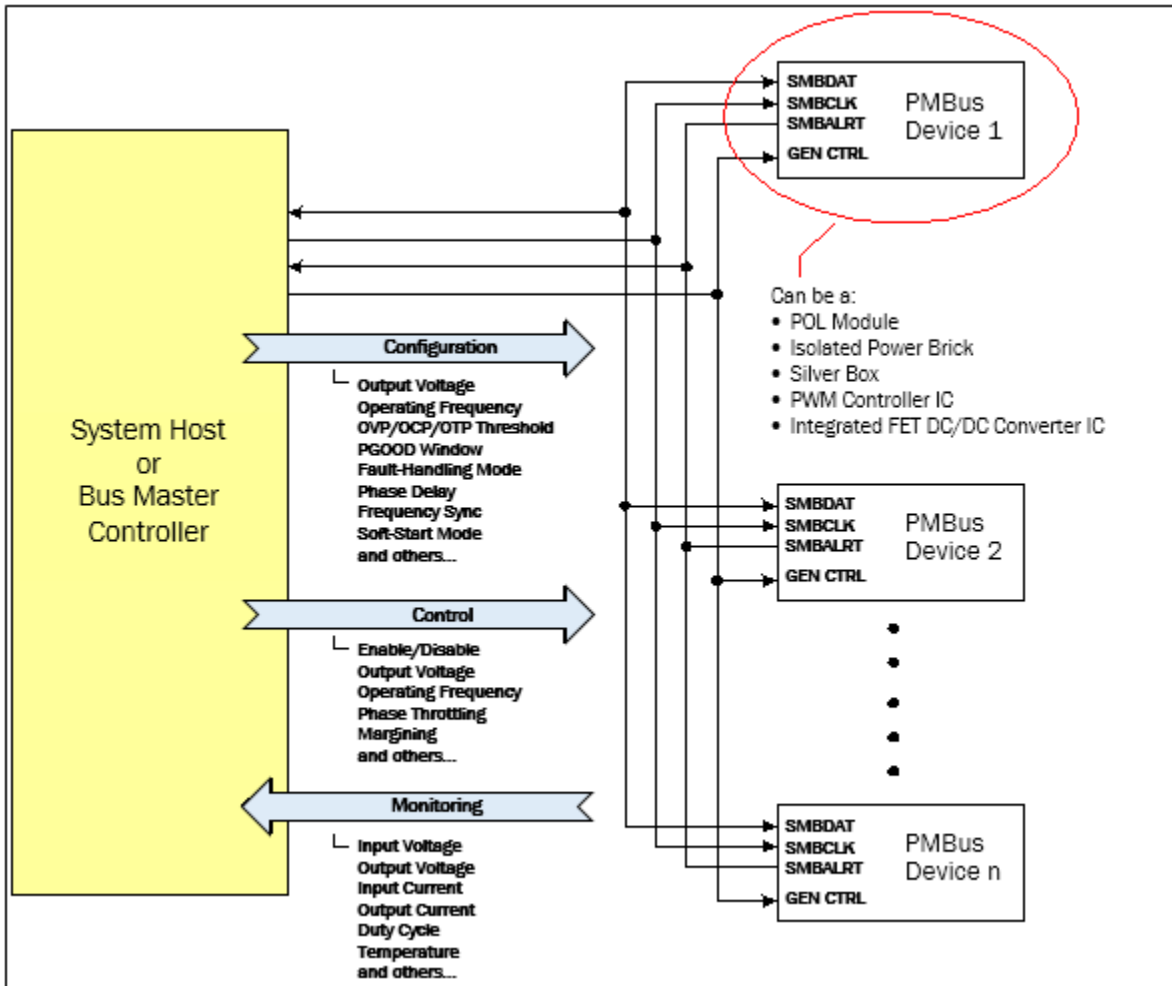 SMBDAT
SMBCLK
SMBALRT
GEN CTRL
PMBus
Device 1
Can be a:
• POL Module
• Isolated Power Brick
• Silver Box
• PWM Controller IC
• Integrated FET DC/DC Converter IC
System Host
or
Bus Master
Controller
Configuration
Output Voltage
Operating Frequency
OVP/OCP/OTP Threshold
PGOOD Window
Fault-Handling Mode
Phase Delay
Frequency Sync
Soft-Start Mode
and others...
SMBDAT
SMBCLK
SMBALRT
GEN CTRL
PMBus
Device 2
Control
Enable/Disable
Output Voltage
Operating Frequency
Phase Throttling
Margining
and others...
Monitoring
Input Voltage
Output Voltage
Input Current
Output Current
Duty Cycle
Temperature
and others...
SMBDAT
SMBCLK
SMBALRT
GEN CTRL
PMBus
Device n